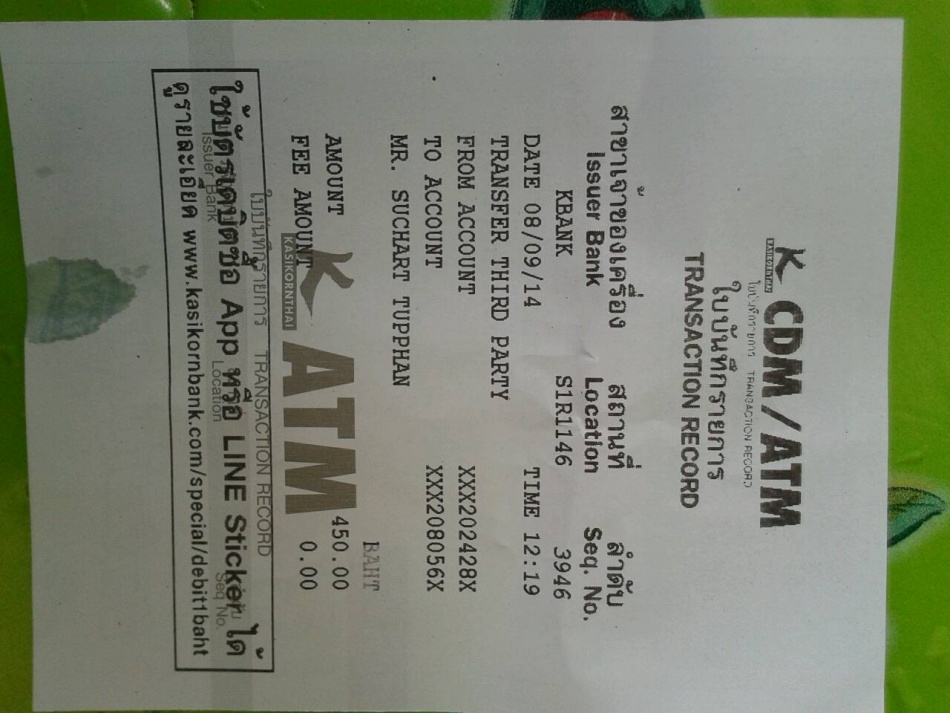 K CDM/ATM
KASIKORNTHAI
ใบบันทึกรายการ TRANSACTION RECORD
ใบบันทึกรายการ
TRANSACTION RECORD
สาขาเจ้าของเครื่อง สถานที่ ลำดับ
Issuer Bank Location Seq. No.
KBANK S1R1146 3946
DATE 08/09/14 TIME 12:19
TRANSFER THIRD PARTY
FROM ACCOUNT XXX202428X
TO ACCOUNT XXX208056X
MR. SUCHART TUPPHAN
BAHT
AMOUNT 450.00
FEE AMOUNT 0.00
K ATM
KASIKORNTHAI
ใบบันทึกรายการ TRANSACTION RECORD
ใช้บัตรเดบิตซื้อ App หรือ LINE Sticker ได้
Issuer Bank Location Seq No.
ดูรายละเอียด www.kasikornbank.com/special/debit1baht